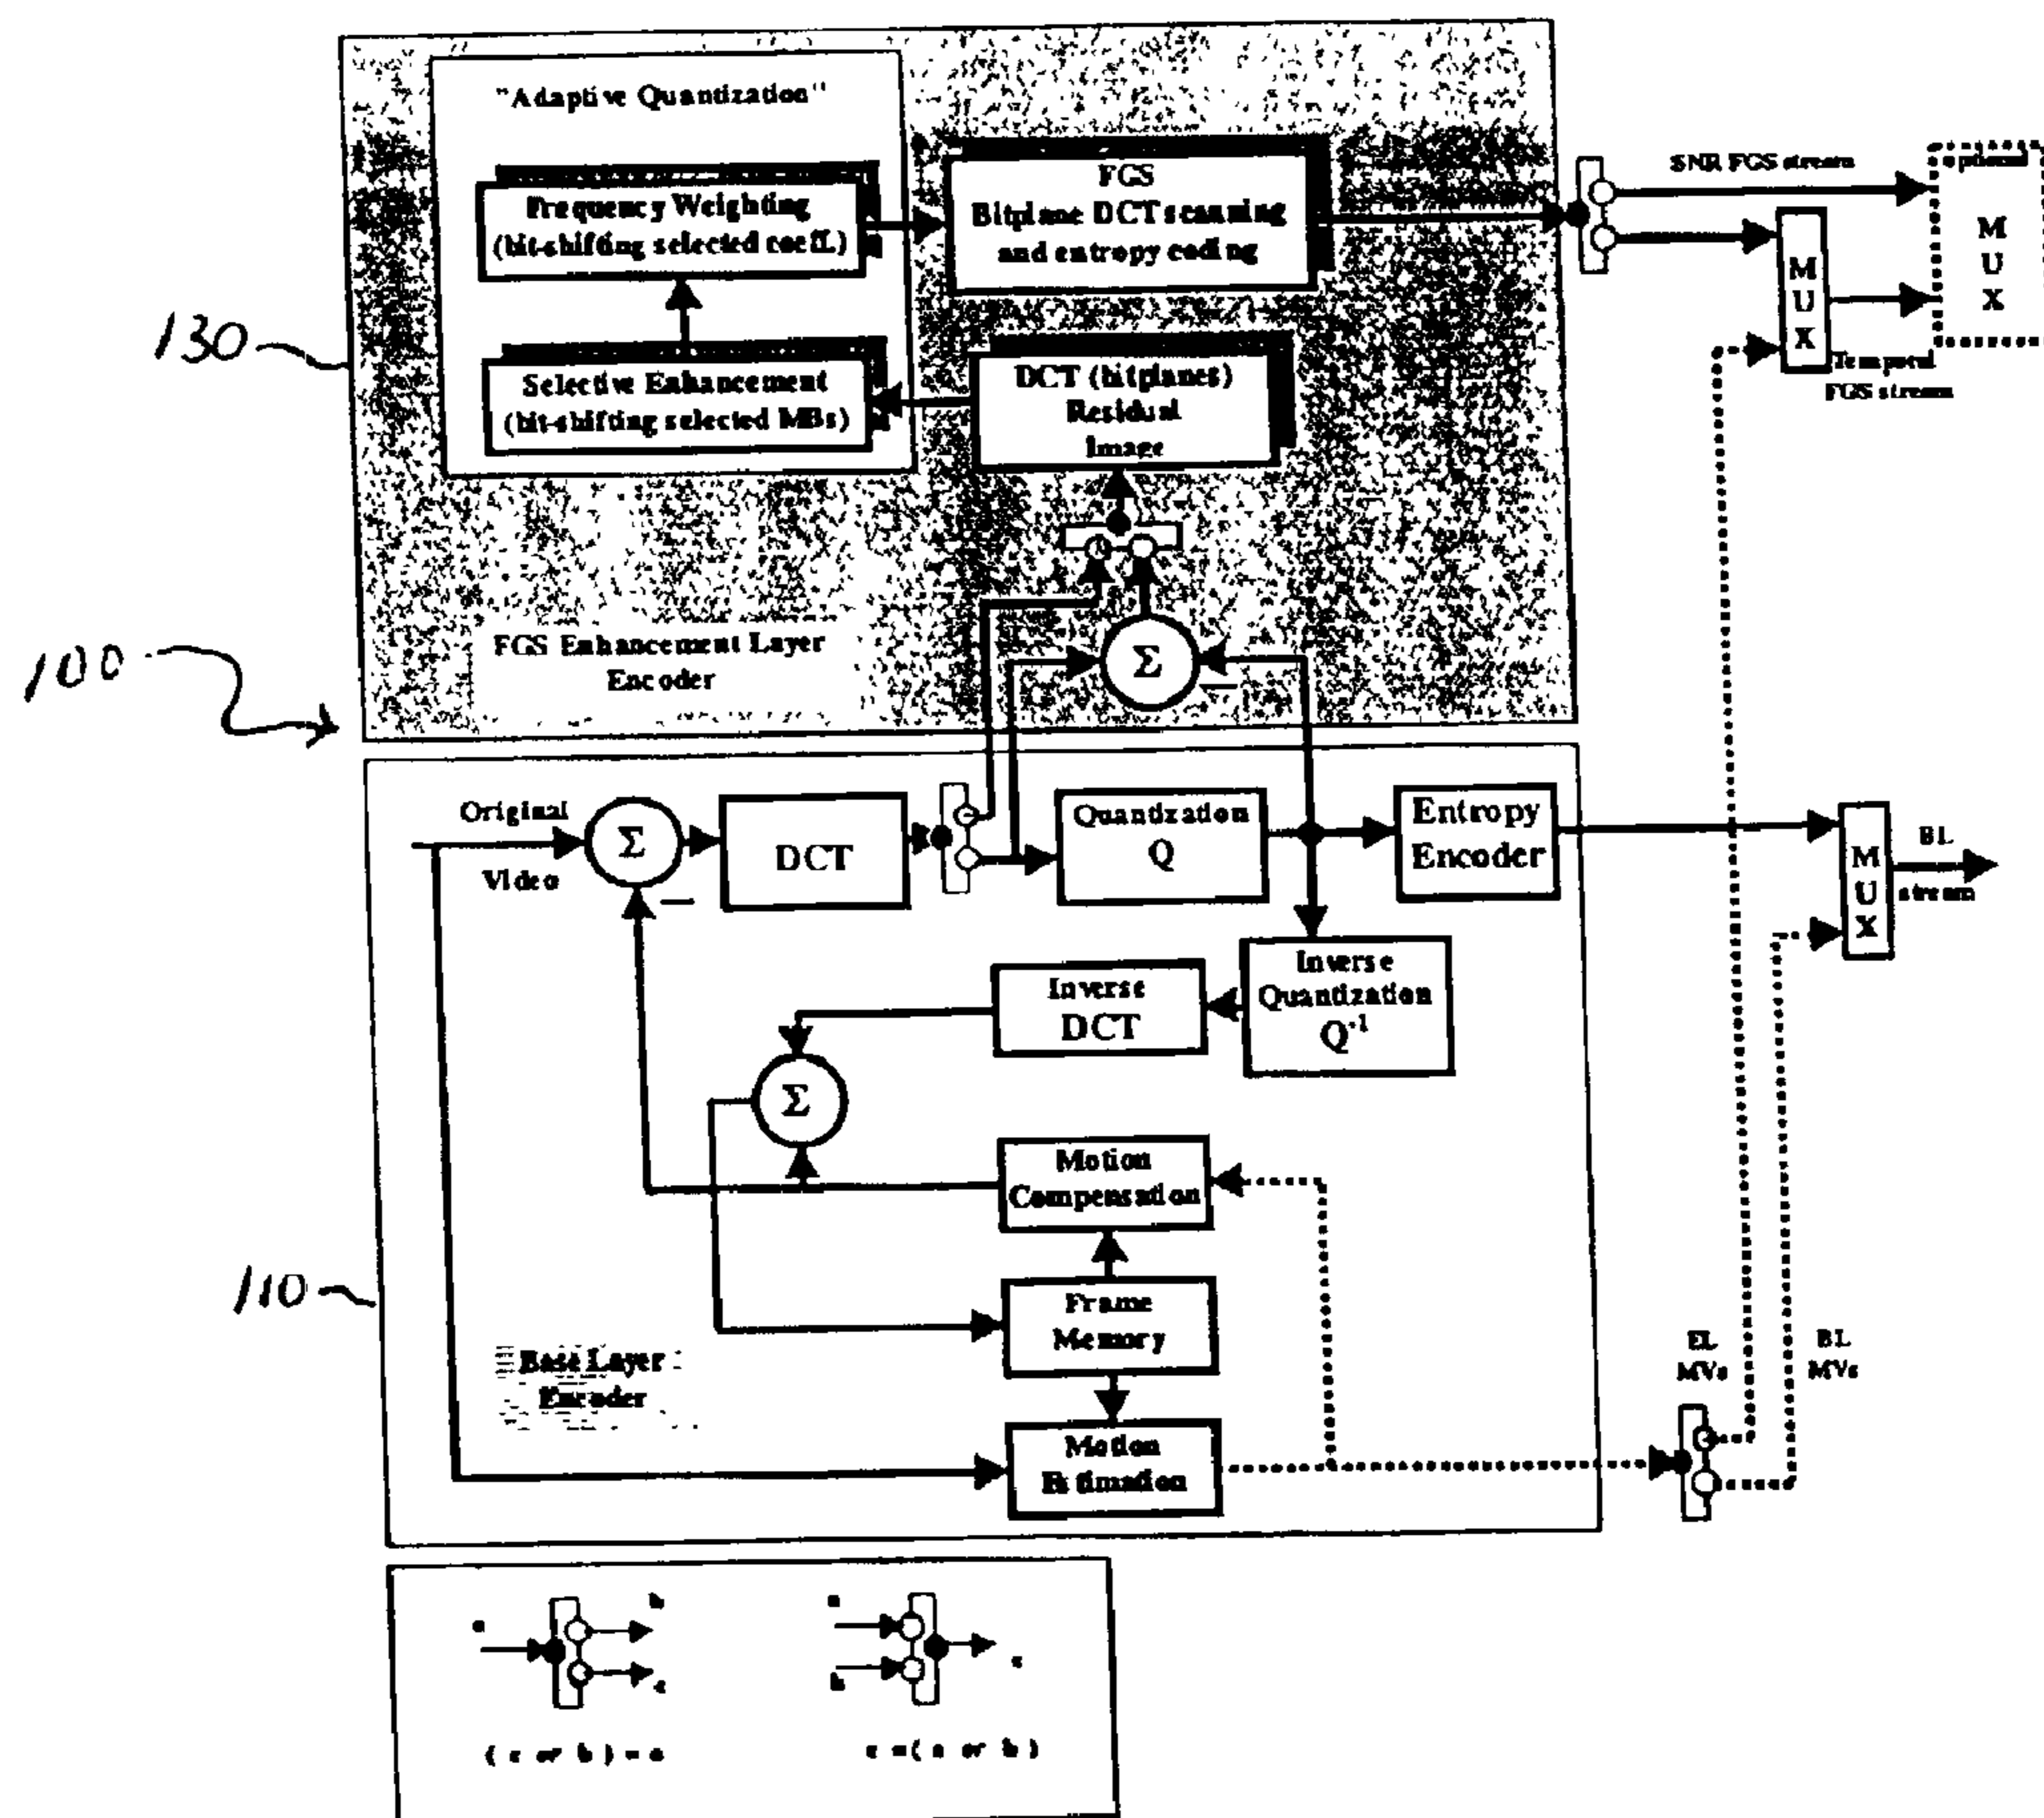 "Adaptive Quantization"
Frequency Weighting
(bit-shifting selected coeff.)
FGS
Bitplane DCT scanning
and entropy coding
SNR FGS stream
M
U
X
M
U
X
Temporal
FGS stream
130
Selective Enhancement
(bit-shifting selected MBs)
DCT (bitplanes)
Residual
Image
Σ
—
FGS Enhancement Layer
Encoder
100
Original
Video
Σ
—
DCT
Quantization
Q
Entropy
Encoder
M
U
X
BL
stream
Inverse
Quantization
Q-1
Inverse
DCT
Σ
Motion
Compensation
Frame
Memory
Motion
Estimation
110
Base Layer
Encoder
EL
MVs
BL
MVs
a
b
c
( c or b ) = a
a
b
c
c = ( a or b )